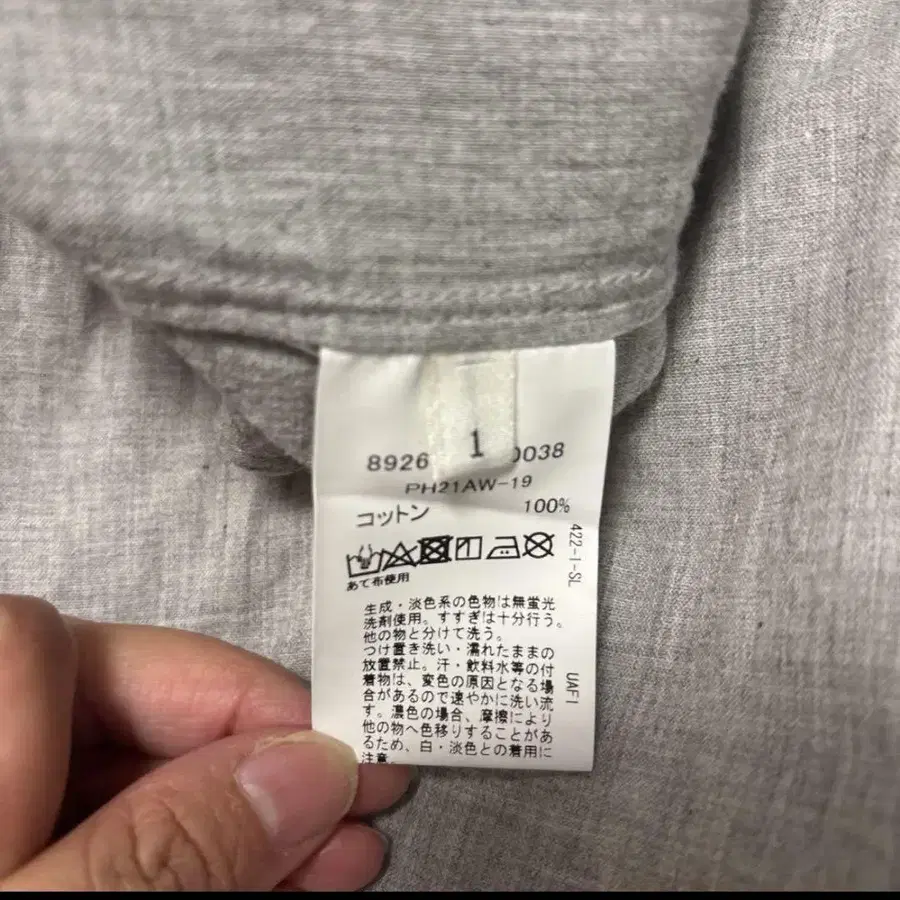 1
8926 0038
PH21AW-19
コットン 100%
あて布使用
422-1-SL
生成・淡色系の色物は無蛍光
洗剤使用。すすぎは十分行う。
他の物と分けて洗う。
つけ置き洗い・濡れたままの
放置禁止。汗・飲料水等の付
着物は、変色の原因となる場
合があるので速やかに洗い流
す。濃色の場合、摩擦により
他の物へ色移りすることがあ
るため、白・淡色との着用に
注意。
UAFI